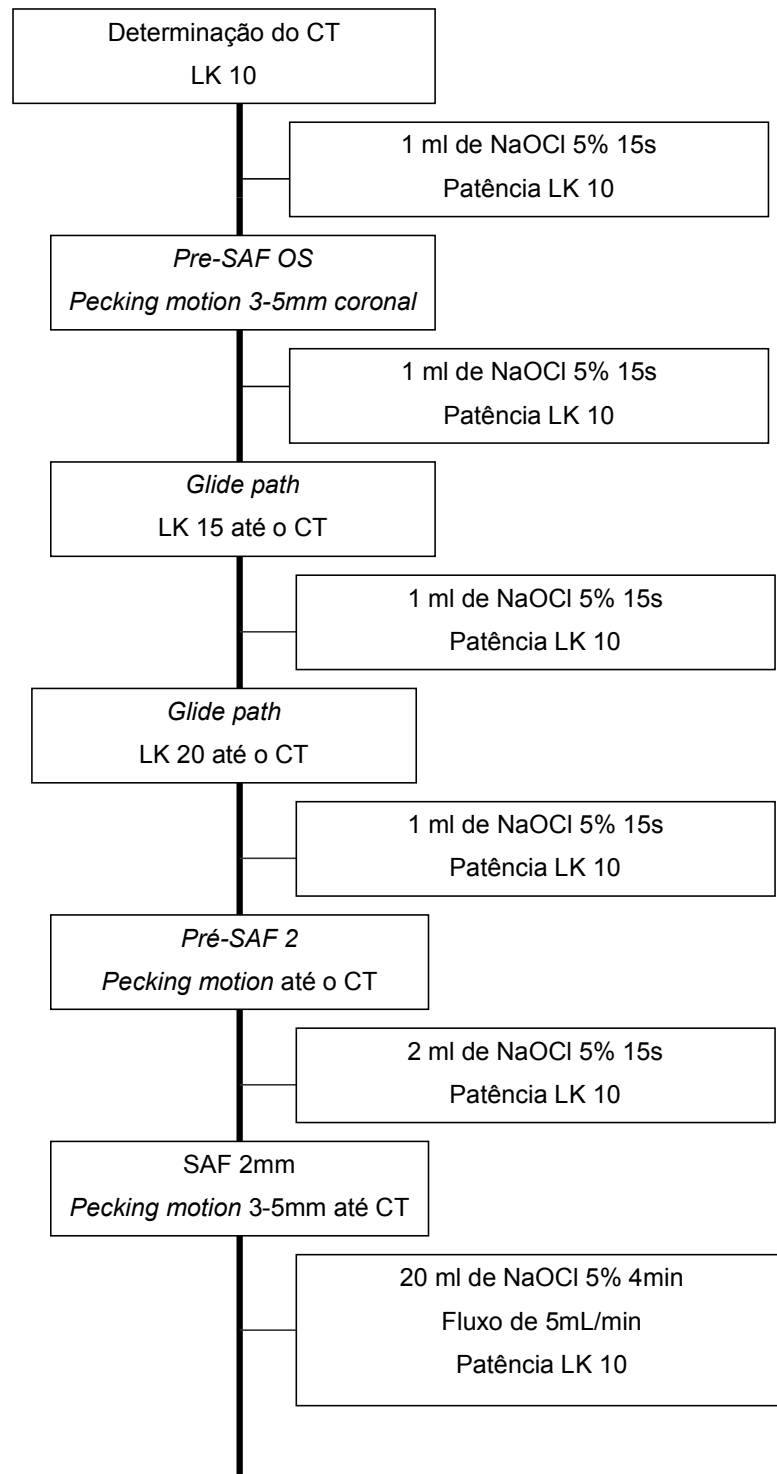 Determinação do CT
LK 10
1 ml de NaOCl 5% 15s
Patência LK 10
Pre-SAF OS
Pecking motion 3-5mm coronal
1 ml de NaOCl 5% 15s
Patência LK 10
Glide path
LK 15 até o CT
1 ml de NaOCl 5% 15s
Patência LK 10
Glide path
LK 20 até o CT
1 ml de NaOCl 5% 15s
Patência LK 10
Pré-SAF 2
Pecking motion até o CT
2 ml de NaOCl 5% 15s
Patência LK 10
SAF 2mm
Pecking motion 3-5mm até CT
20 ml de NaOCl 5% 4min
Fluxo de 5mL/min
Patência LK 10